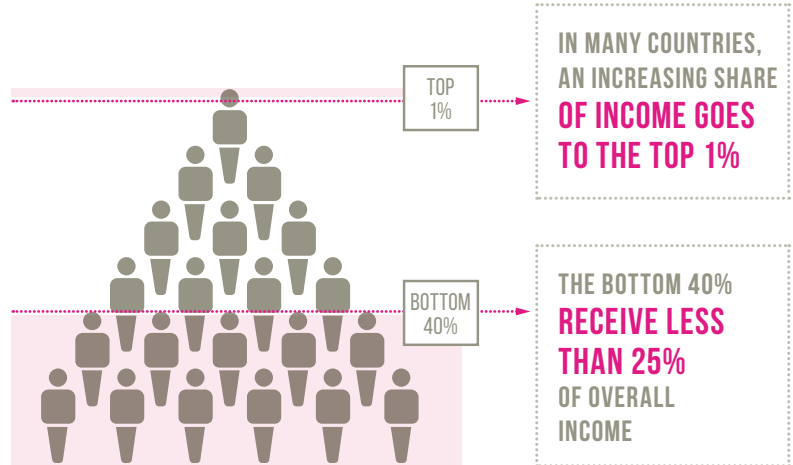 TOP
1%
IN MANY COUNTRIES,
AN INCREASING SHARE
OF INCOME GOES
TO THE TOP 1%
BOTTOM
40%
THE BOTTOM 40%
RECEIVE LESS
THAN 25%
OF OVERALL
INCOME